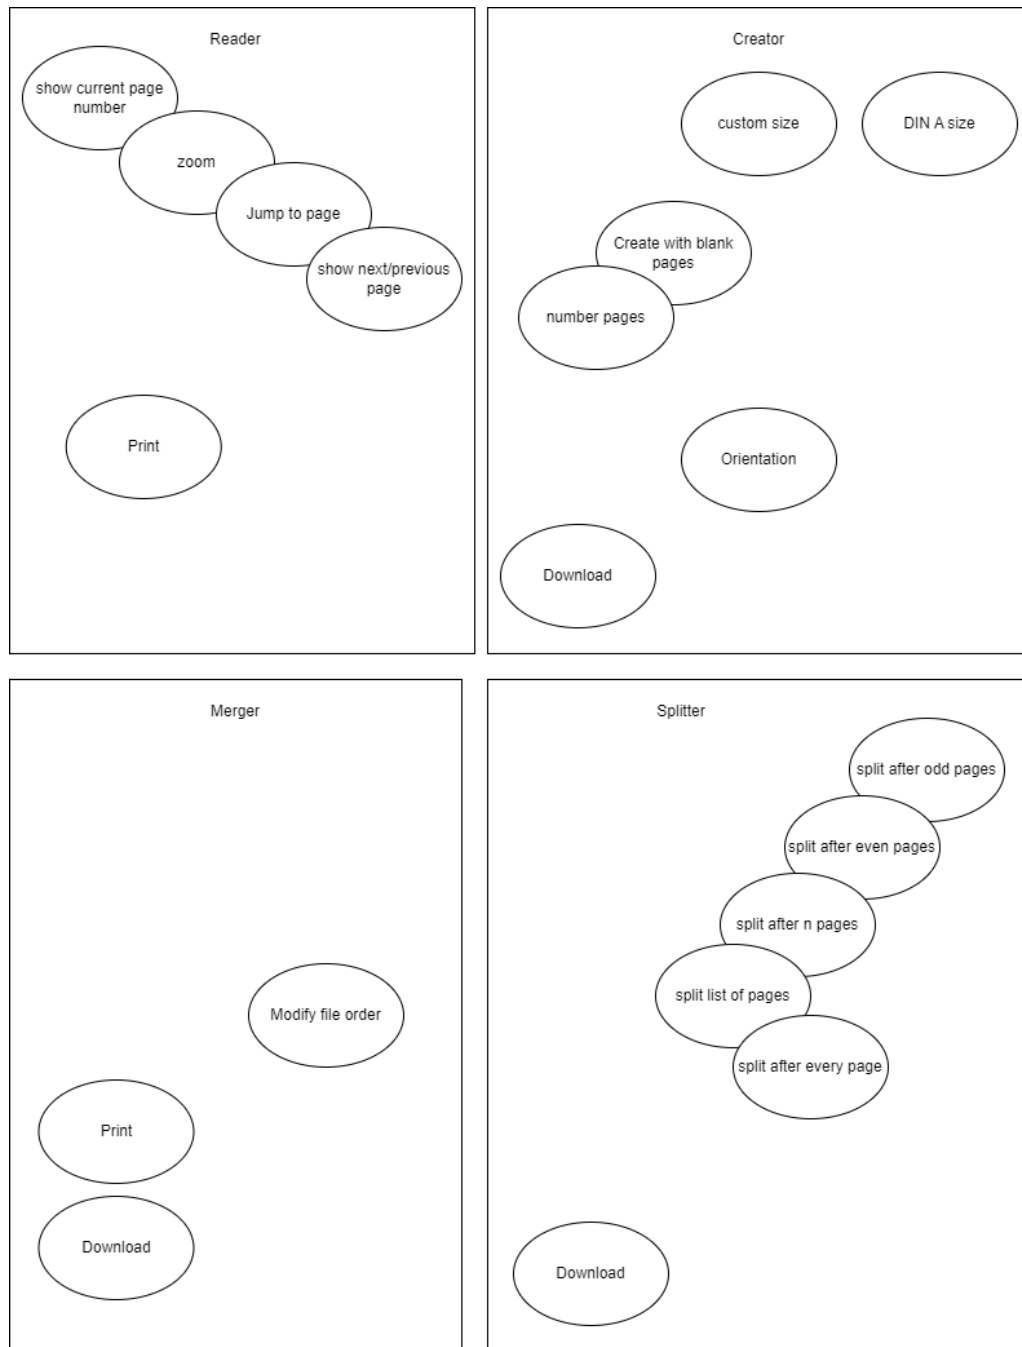 Reader
show current page
number
zoom
Jump to page
show next/previous
page
Print
Creator
custom size
DIN A size
Create with blank
pages
number pages
Orientation
Download
Merger
Modify file order
Print
Download
Splitter
split after odd pages
split after even pages
split after n pages
split list of pages
split after every page
Download